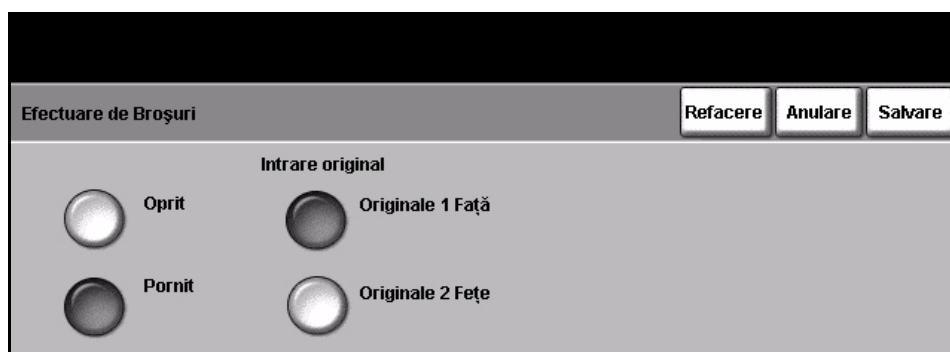 Efectuare de Broşuri
Refacere
Anulare
Salvare
Intrare original
Oprit
Originale 1 Faţă
Pornit
Originale 2 Feţe